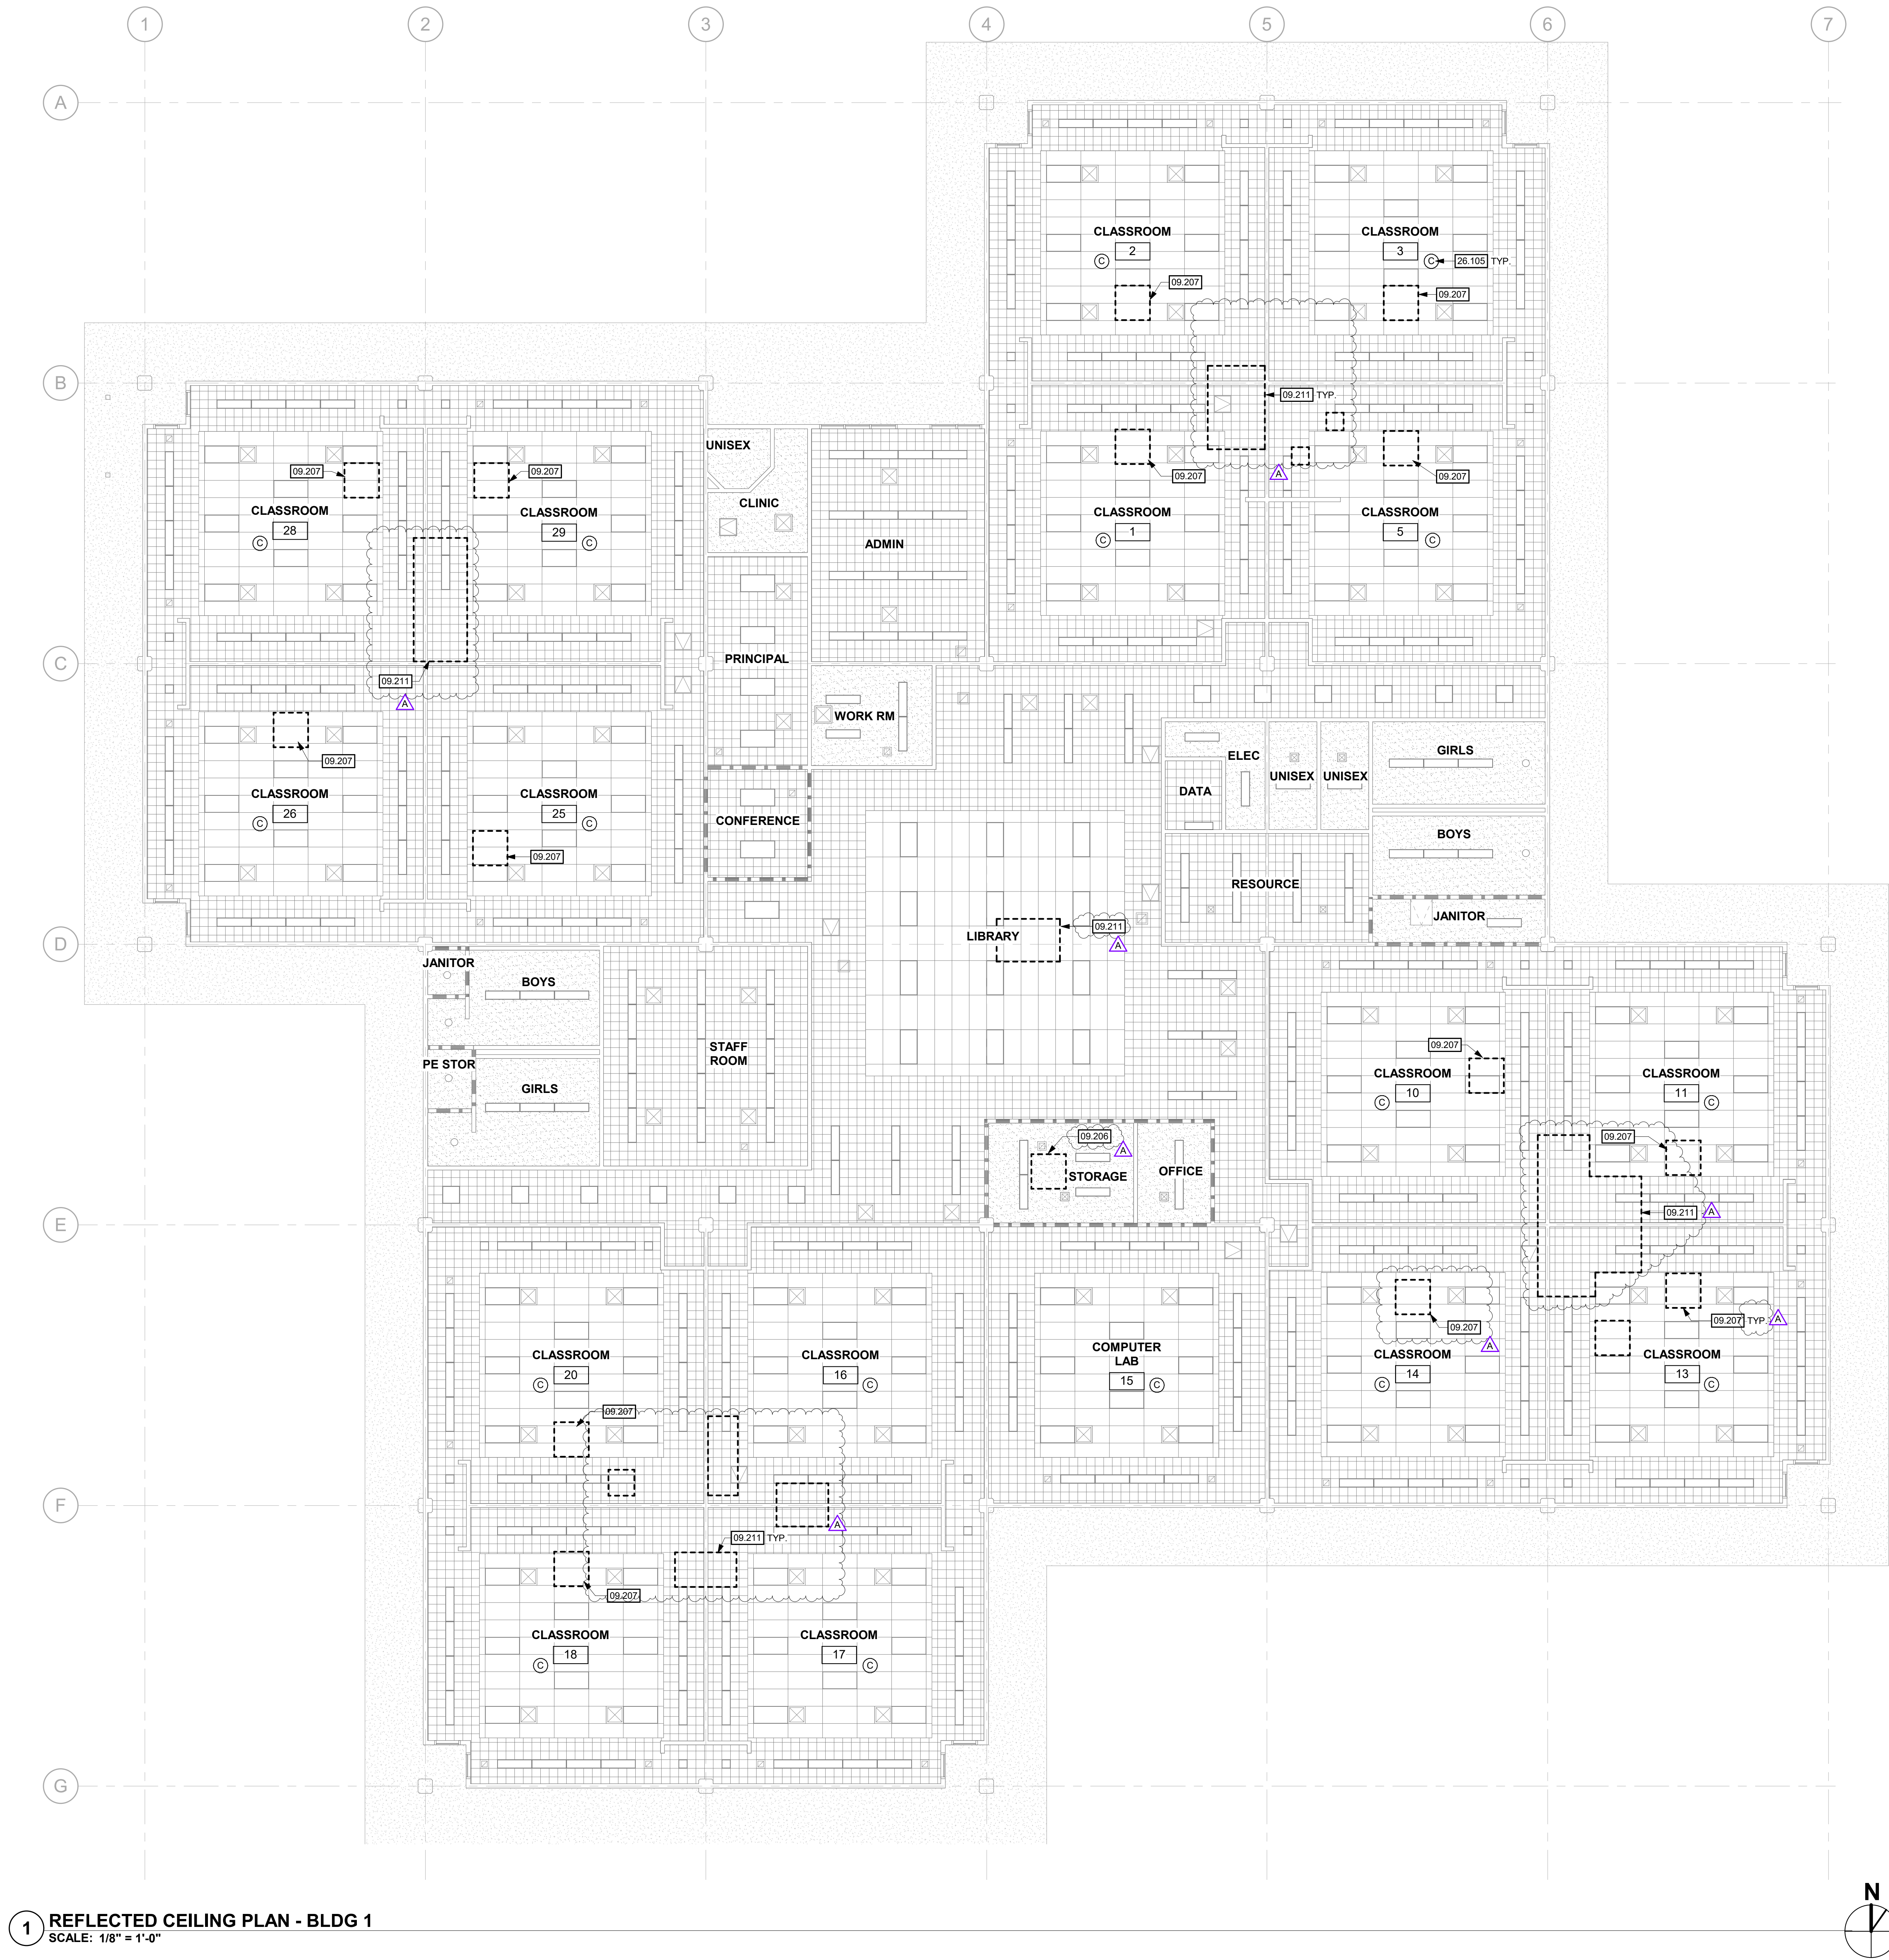 1 2 3 4 5 6 7
A
CLASSROOM CLASSROOM
2 3
C C 26.105 TYP.
09.207 09.207
B
09.211 TYP.
UNISEX
09.207 09.207 09.207 09.207
A
CLINIC
CLASSROOM CLASSROOM CLASSROOM CLASSROOM
28 29 1 5
C C C C
ADMIN
PRINCIPAL
C
09.211
A
WORK RM
09.207
ELEC GIRLS
UNISEX UNISEX
DATA
CLASSROOM CLASSROOM
26 25
C C
CONFERENCE
BOYS
09.207
RESOURCE
JANITOR
09.211
LIBRARY
A
D
JANITOR
BOYS
STAFF
ROOM
09.207
PE STOR
CLASSROOM CLASSROOM
10 11
C C
GIRLS
09.206 09.207
A
STORAGE OFFICE
09.211 A
E
09.207 09.207 TYP. A
A
COMPUTER
LAB
CLASSROOM CLASSROOM CLASSROOM CLASSROOM
20 16 15 14 13
C C C C C
09.207
F
A
09.211 TYP.
09.207
CLASSROOM CLASSROOM
18 17
C C
G
N
1 REFLECTED CEILING PLAN - BLDG 1
SCALE: 1/8" = 1'-0"